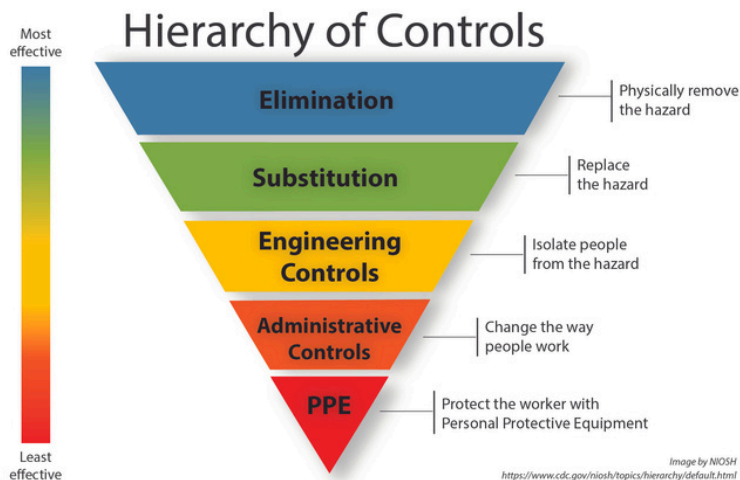 Hierarchy of Controls
Most
effective
Elimination
Physically remove
the hazard
Substitution
Replace
the hazard
Engineering
Controls
Isolate people
from the hazard
Administrative
Controls
Change the way
people work
PPE
Protect the worker with
Personal Protective Equipment
Least
effective
Image by NIOSH
https://www.cdc.gov/niosh/topics/hierarchy/default.html